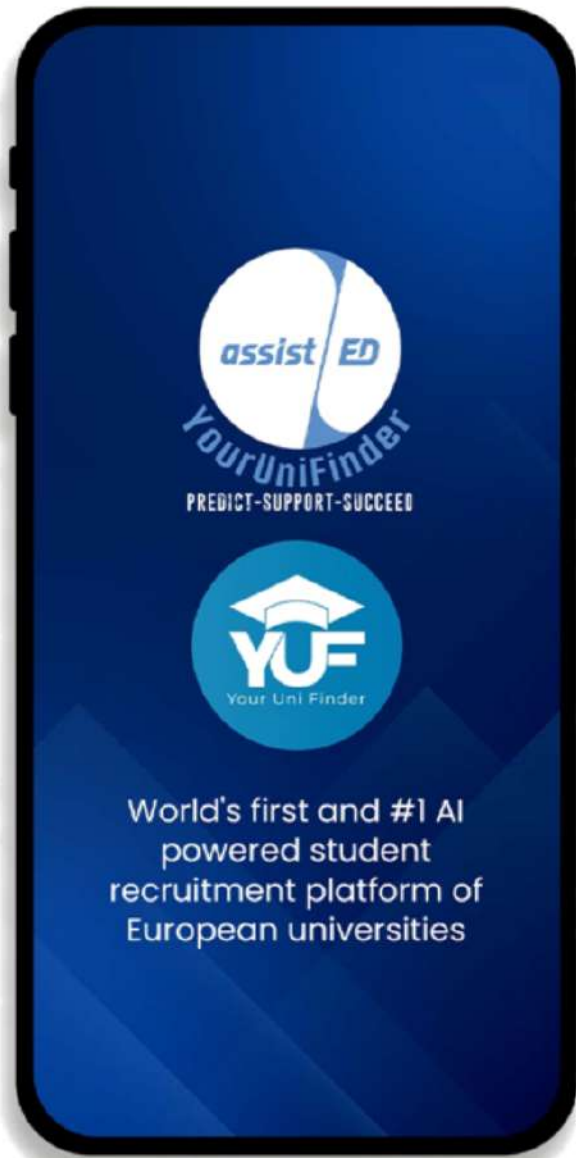 assist ED
YourUniFinder
PREDICT-SUPPORT-SUCCEED
YUF
Your Uni Finder
World's first and #1 AI
powered student
recruitment platform of
European universities